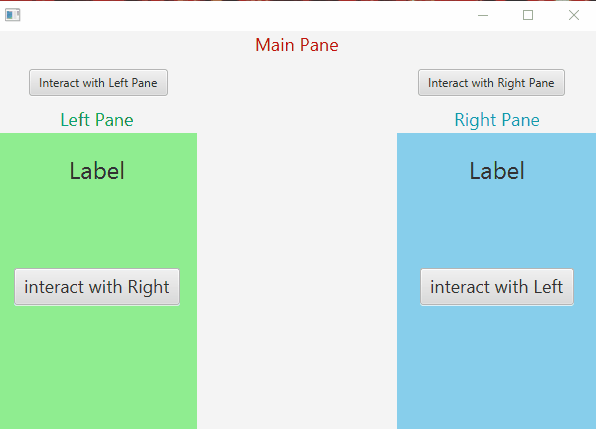 Main Pane
Interact with Left Pane
Interact with Right Pane
Left Pane
Right Pane
Label
Label
interact with Right
interact with Left